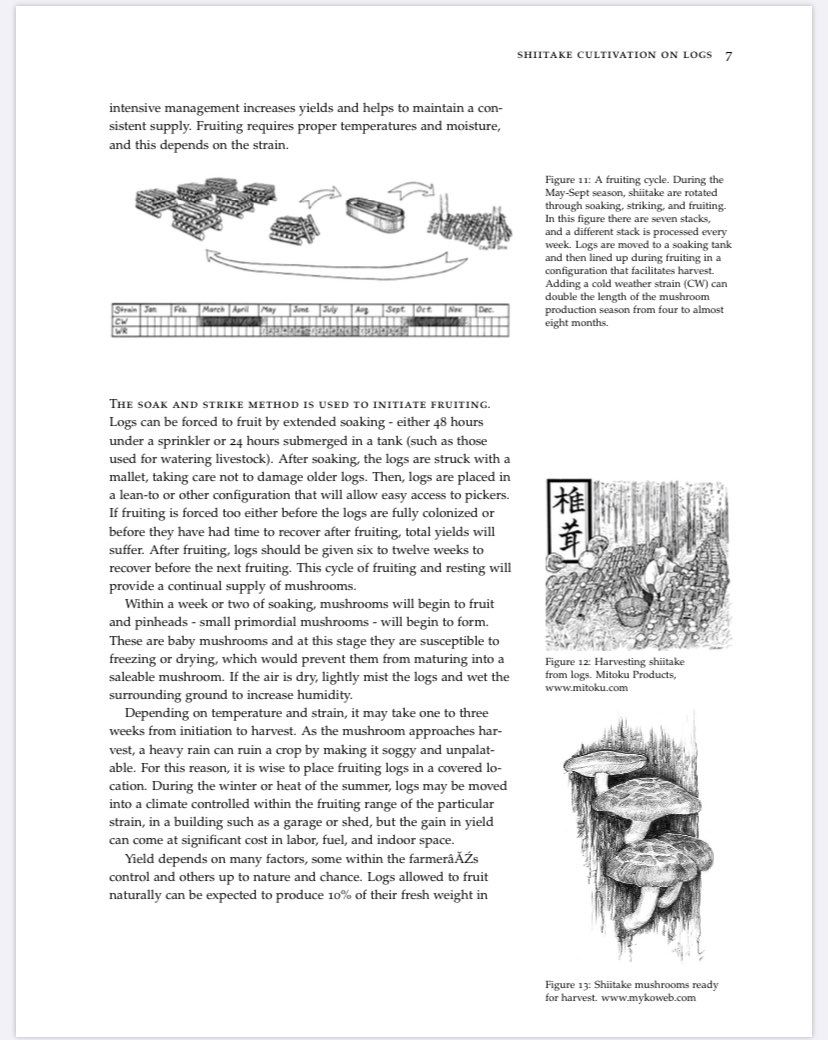 SHIITAKE CULTIVATION ON LOGS 7
intensive management increases yields and helps to maintain a con-
sistent supply. Fruiting requires proper temperatures and moisture,
and this depends on the strain.
Figure 11: A fruiting cycle. During the
May-Sept season, shiitake are rotated
through soaking, striking, and fruiting.
In this figure there are seven stacks,
and a different stack is processed every
week. Logs are moved to a soaking tank
and then lined up during fruiting in a
configuration that facilitates harvest.
Adding a cold weather strain (CW) can
double the length of the mushroom
production season from four to almost
eight months.
Strain Jan Feb March April May June July Aug Sept. Oct. Nov. Dec.
CW
WR
THE SOAK AND STRIKE METHOD IS USED TO INITIATE FRUITING.
Logs can be forced to fruit by extended soaking - either 48 hours
under a sprinkler or 24 hours submerged in a tank (such as those
used for watering livestock). After soaking, the logs are struck with a
mallet, taking care not to damage older logs. Then, logs are placed in
a lean-to or other configuration that will allow easy access to pickers.
If fruiting is forced too either before the logs are fully colonized or
before they have had time to recover after fruiting, total yields will
suffer. After fruiting, logs should be given six to twelve weeks to
recover before the next fruiting. This cycle of fruiting and resting will
provide a continual supply of mushrooms.
Within a week or two of soaking, mushrooms will begin to fruit
and pinheads - small primordial mushrooms - will begin to form.
These are baby mushrooms and at this stage they are susceptible to
freezing or drying, which would prevent them from maturing into a
saleable mushroom. If the air is dry, lightly mist the logs and wet the
surrounding ground to increase humidity.
Depending on temperature and strain, it may take one to three
weeks from initiation to harvest. As the mushroom approaches har-
vest, a heavy rain can ruin a crop by making it soggy and unpalat-
able. For this reason, it is wise to place fruiting logs in a covered lo-
cation. During the winter or heat of the summer, logs may be moved
into a climate controlled within the fruiting range of the particular
strain, in a building such as a garage or shed, but the gain in yield
can come at significant cost in labor, fuel, and indoor space.
Yield depends on many factors, some within the farmerâĂŹs
control and others up to nature and chance. Logs allowed to fruit
naturally can be expected to produce 10% of their fresh weight in
椎茸
Figure 12: Harvesting shiitake
from logs. Mitoku Products,
www.mitoku.com
Figure 13: Shiitake mushrooms ready
for harvest. www.mykoweb.com